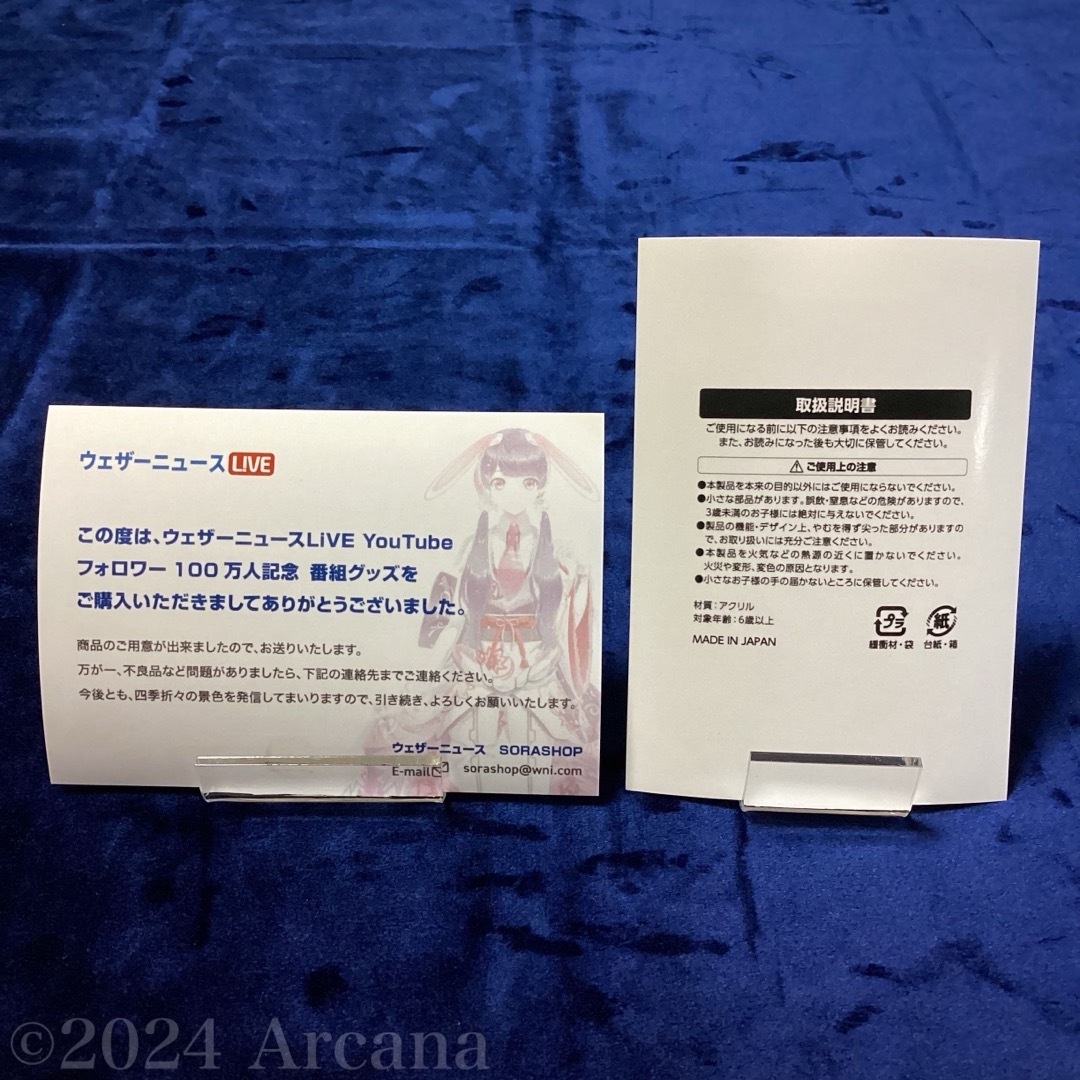 ウェザーニュース LiVE
この度は、ウェザーニュースLiVE YouTube
フォロワー 100万人記念 番組グッズを
ご購入いただきましてありがとうございました。
商品のご用意が出来ましたので、お送りいたします。
万が一、不良品など問題がありましたら、下記の連絡先までご連絡ください。
今後とも、四季折々の景色を発信してまいりますので、引き続き、よろしくお願いいたします。
ウェザーニュース SORASHOP
E-mail sorashop@wni.com
取扱説明書
ご使用になる前に以下の注意事項をよくお読みください。
また、お読みになった後も大切に保管してください。
⚠ご使用上の注意
●本製品を本来の目的以外にはご使用にならないでください。
●小さな部品があります。誤飲・窒息などの危険がありますので、
3歳未満のお子様には絶対に与えないでください。
●製品の機能・デザイン上、やむを得ず尖った部分がありますの
で、お取り扱いには充分ご注意ください。
●本製品を火気などの熱源の近くに置かないでください。
火災や変形、変色の原因となります。
●小さなお子様の手の届かないところに保管してください。
材質：アクリル
対象年齢：6歳以上
MADE IN JAPAN
プラ
緩衝材・袋
紙
台紙・箱
©2024 Arcana